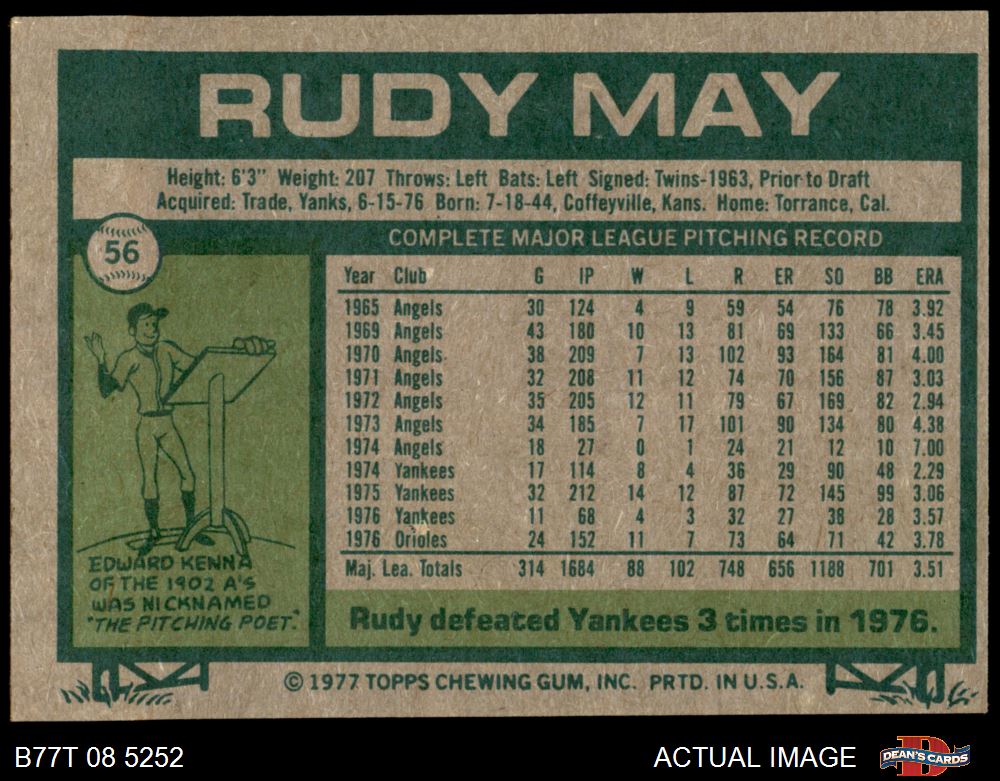 RUDY MAY
Height: 6'3" Weight: 207 Throws: Left Bats: Left Signed: Twins-1963, Prior to Draft
Acquired: Trade, Yanks, 6-15-76 Born: 7-18-44, Coffeyville, Kans. Home: Torrance, Cal.
56
COMPLETE MAJOR LEAGUE PITCHING RECORD
Year Club G IP W L R ER SO BB ERA
1965 Angels 30 124 4 9 59 54 76 78 3.92
1969 Angels 43 180 10 13 81 69 133 66 3.45
1970 Angels 38 209 7 13 102 93 164 81 4.00
1971 Angels 32 208 11 12 74 70 156 87 3.03
1972 Angels 35 205 12 11 79 67 169 82 2.94
1973 Angels 34 185 7 17 101 90 134 80 4.38
1974 Angels 18 27 0 1 24 21 12 10 7.00
1974 Yankees 17 114 8 4 36 29 90 48 2.29
1975 Yankees 32 212 14 12 87 72 145 99 3.06
1976 Yankees 11 68 4 3 32 27 38 28 3.57
1976 Orioles 24 152 11 7 73 64 71 42 3.78
Maj. Lea. Totals 314 1684 88 102 748 656 1188 701 3.51
EDWARD KENNA
OF THE 1902 A'S
WAS NICKNAMED
"THE PITCHING POET."
Rudy defeated Yankees 3 times in 1976.
© 1977 TOPPS CHEWING GUM, INC. PRTD. IN U.S.A.
B77T 08 5252
ACTUAL IMAGE
D
DEAN'S CARDS